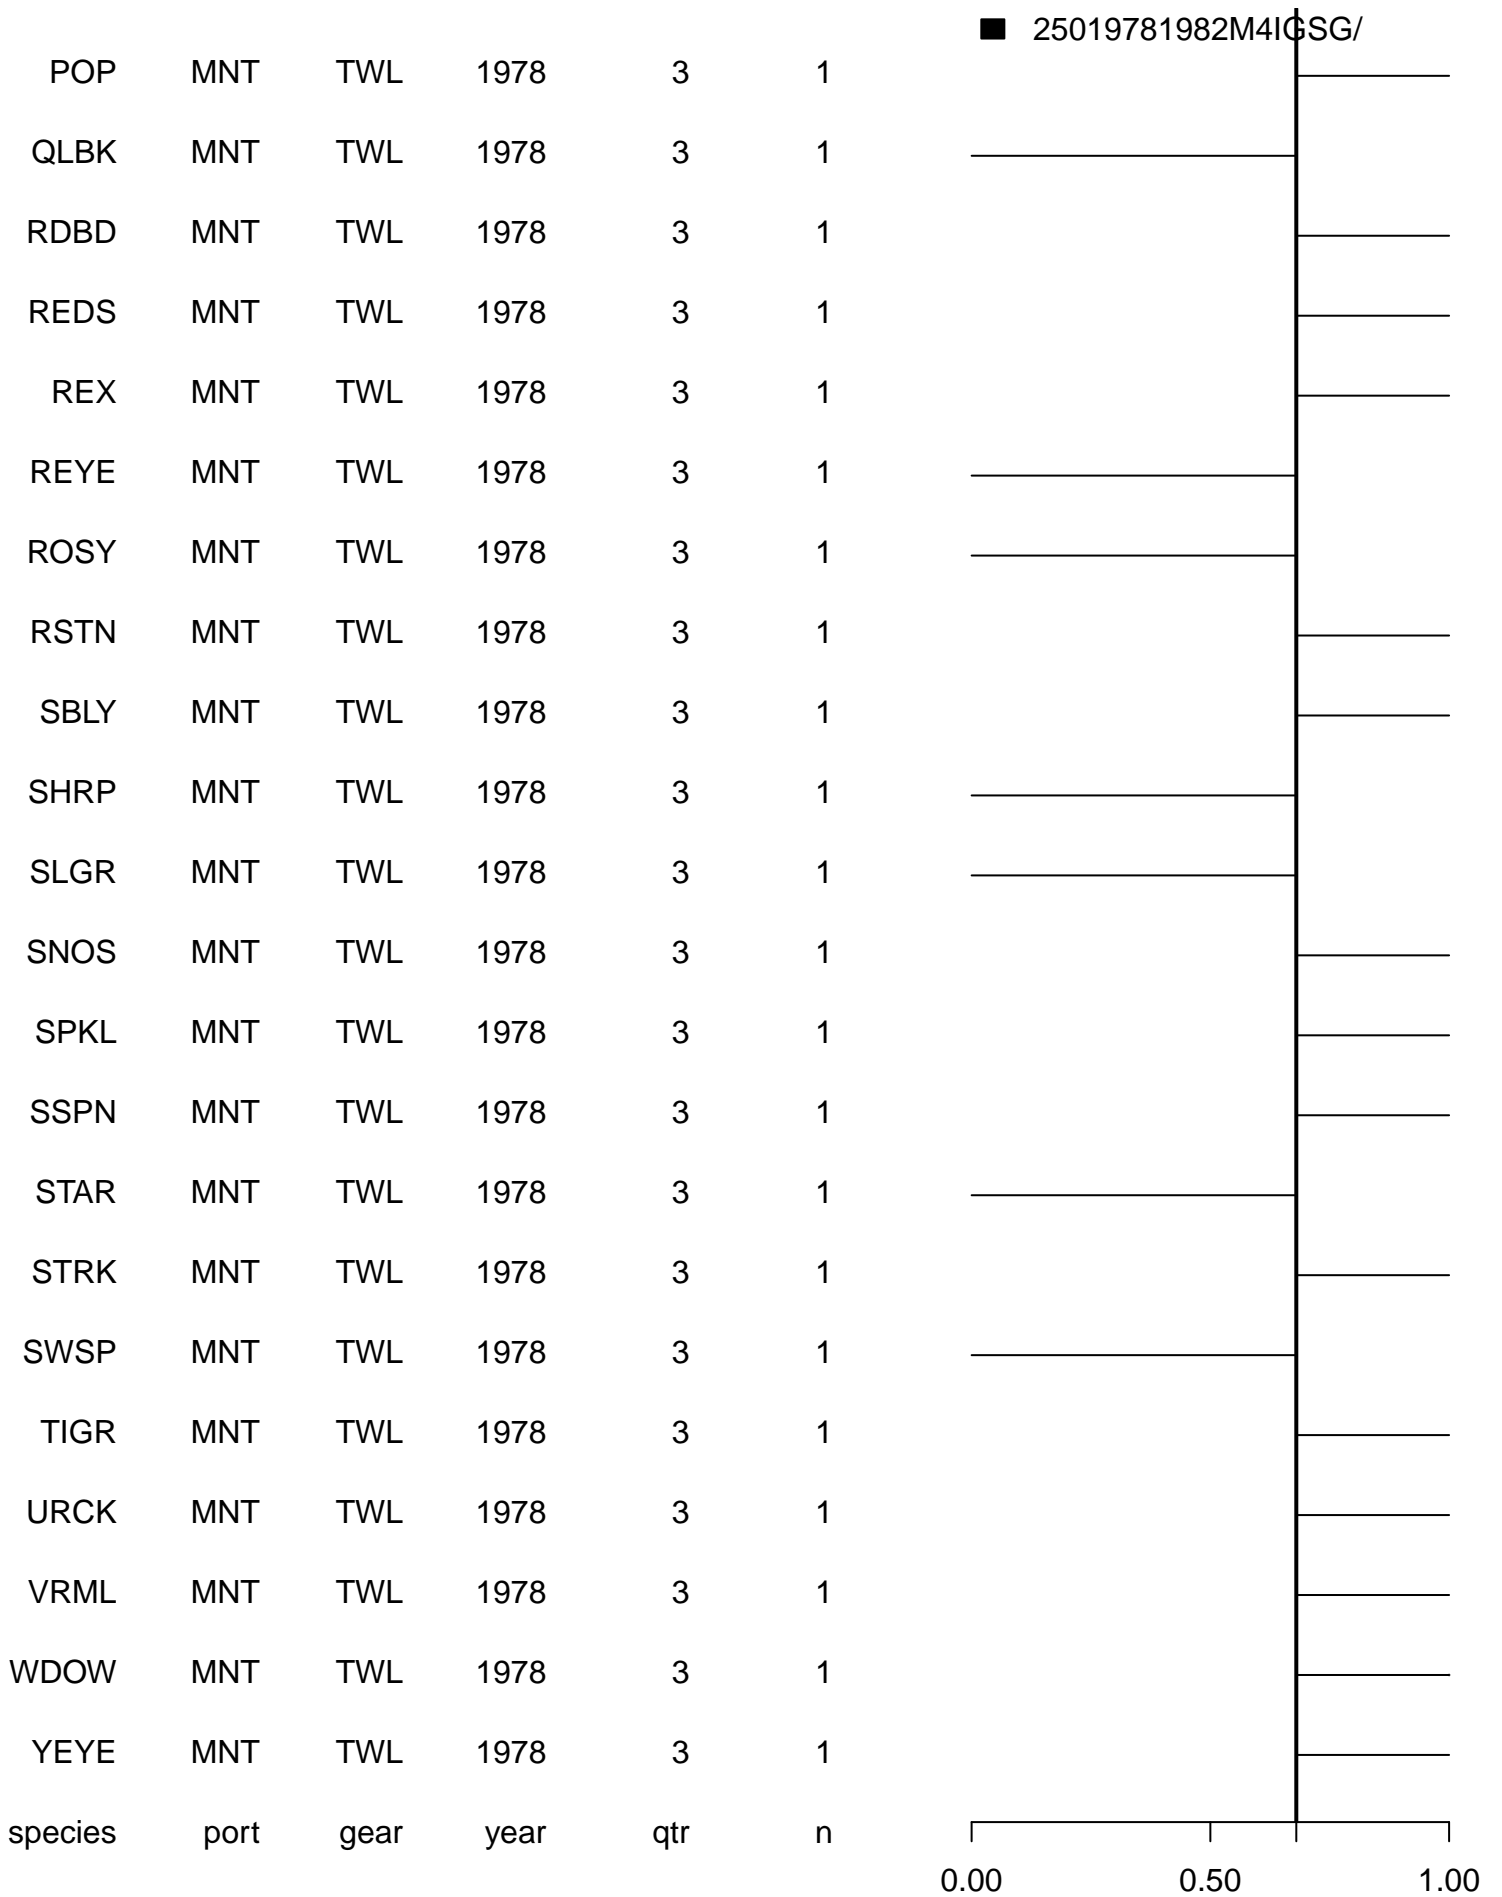 25019781982M4IGSG/
POP MNT TWL 1978 3 1
QLBK MNT TWL 1978 3 1
RDBD MNT TWL 1978 3 1
REDS MNT TWL 1978 3 1
REX MNT TWL 1978 3 1
REYE MNT TWL 1978 3 1
ROSY MNT TWL 1978 3 1
RSTN MNT TWL 1978 3 1
SBLY MNT TWL 1978 3 1
SHRP MNT TWL 1978 3 1
SLGR MNT TWL 1978 3 1
SNOS MNT TWL 1978 3 1
SPKL MNT TWL 1978 3 1
SSPN MNT TWL 1978 3 1
STAR MNT TWL 1978 3 1
STRK MNT TWL 1978 3 1
SWSP MNT TWL 1978 3 1
TIGR MNT TWL 1978 3 1
URCK MNT TWL 1978 3 1
VRML MNT TWL 1978 3 1
WDOW MNT TWL 1978 3 1
YEYE MNT TWL 1978 3 1
species port gear year qtr n
0.00 0.50 1.00